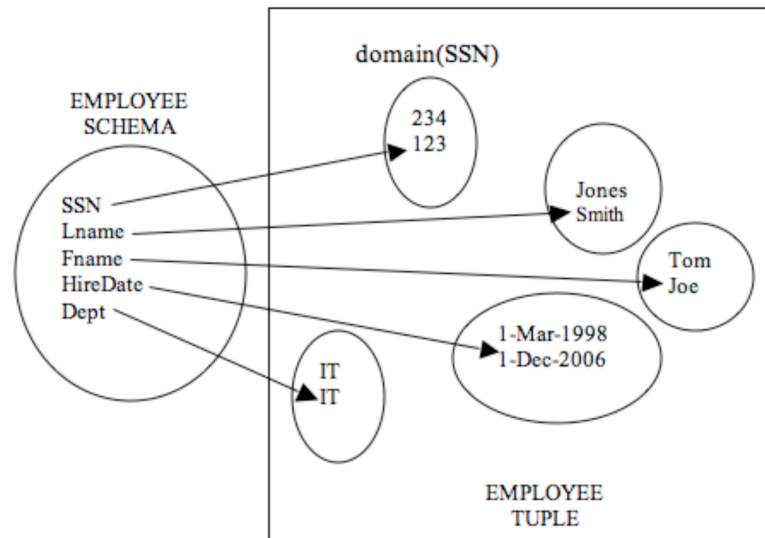 domain(SSN)
EMPLOYEE
SCHEMA
234
123
SSN
Lname
Fname
HireDate
Dept
Jones
Smith
Tom
Joe
1-Mar-1998
1-Dec-2006
IT
IT
EMPLOYEE
TUPLE